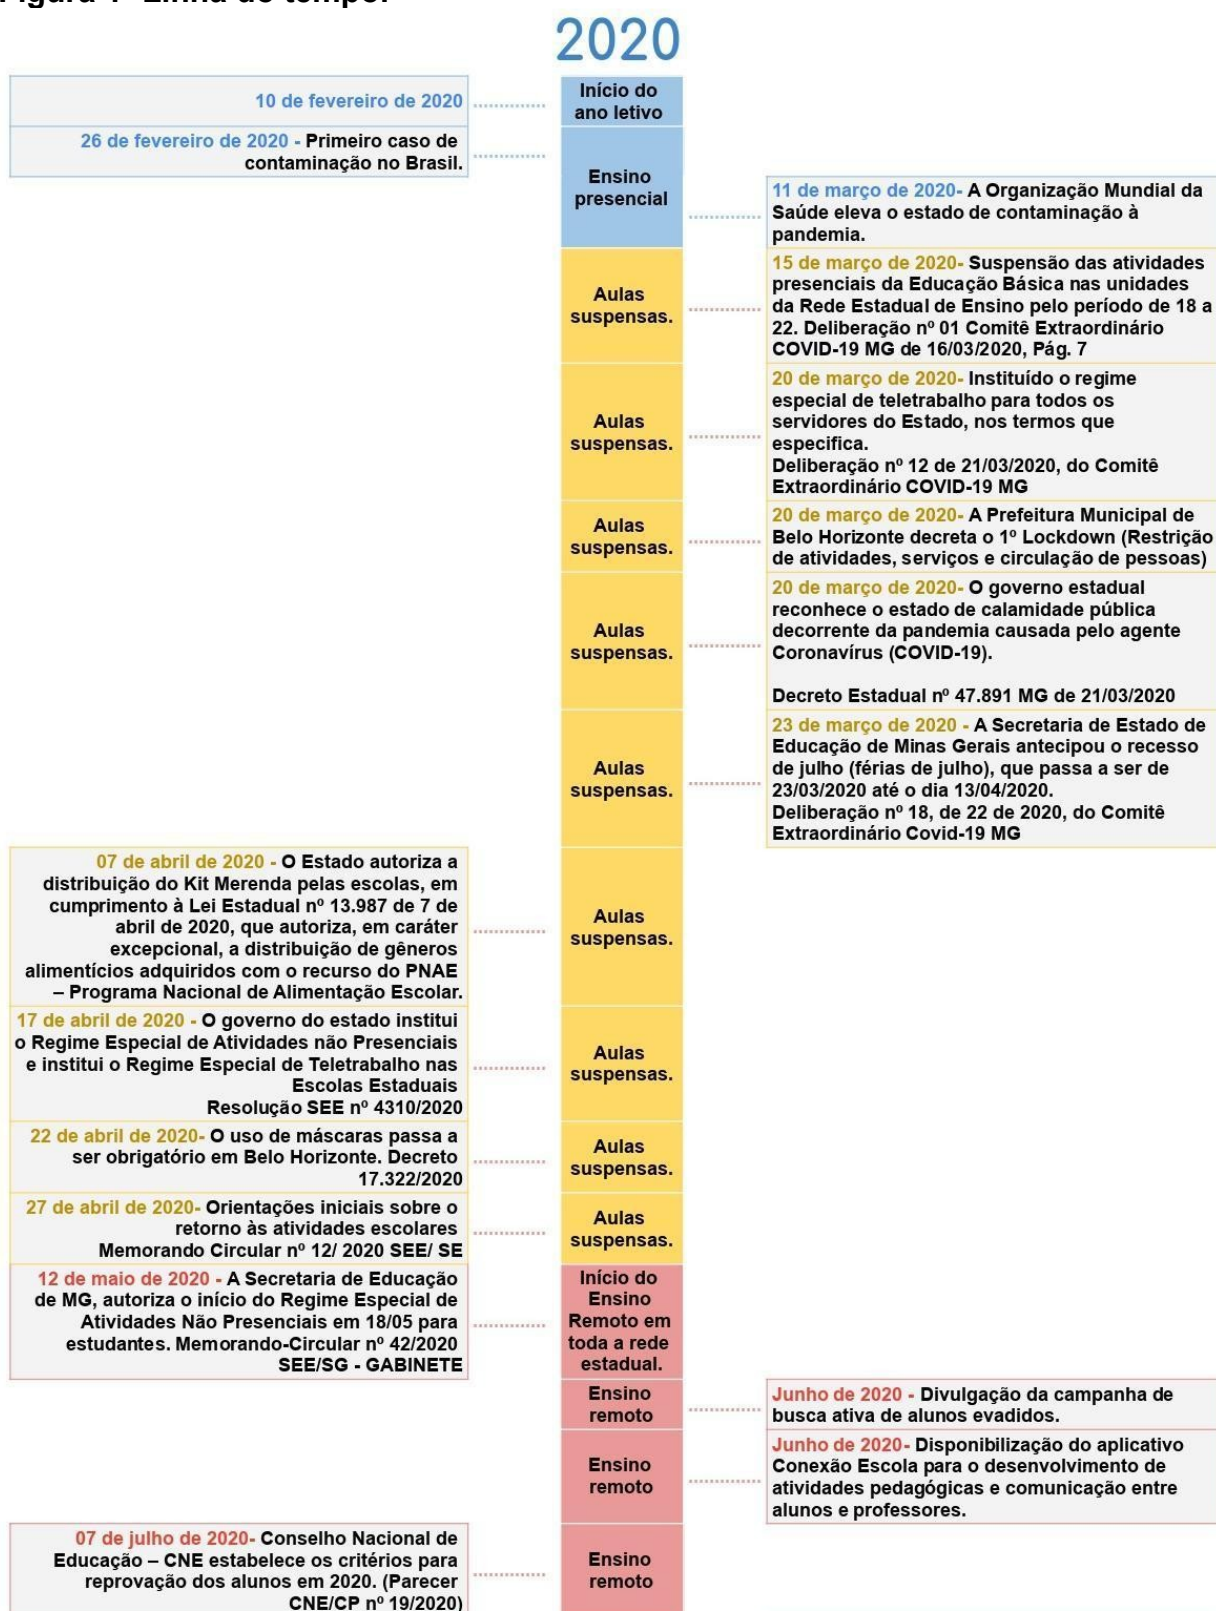 Figura 1- Linha do tempo.
2020
10 de fevereiro de 2020
Início do
ano letivo
26 de fevereiro de 2020 - Primeiro caso de
contaminação no Brasil.
Ensino
presencial
11 de março de 2020- A Organização Mundial da
Saúde eleva o estado de contaminação à
pandemia.
Aulas
suspensas.
15 de março de 2020- Suspensão das atividades
presenciais da Educação Básica nas unidades
da Rede Estadual de Ensino pelo período de 18 a
22. Deliberação nº 01 Comitê Extraordinário
COVID-19 MG de 16/03/2020, Pág. 7
Aulas
suspensas.
20 de março de 2020- Instituído o regime
especial de teletrabalho para todos os
servidores do Estado, nos termos que
especifica.
Deliberação nº 12 de 21/03/2020, do Comitê
Extraordinário COVID-19 MG
Aulas
suspensas.
20 de março de 2020- A Prefeitura Municipal de
Belo Horizonte decreta o 1º Lockdown (Restrição
de atividades, serviços e circulação de pessoas)
Aulas
suspensas.
20 de março de 2020- O governo estadual
reconhece o estado de calamidade pública
decorrente da pandemia causada pelo agente
Coronavírus (COVID-19).
Decreto Estadual nº 47.891 MG de 21/03/2020
Aulas
suspensas.
23 de março de 2020 - A Secretaria de Estado de
Educação de Minas Gerais antecipou o recesso
de julho (férias de julho), que passa a ser de
23/03/2020 até o dia 13/04/2020.
Deliberação nº 18, de 22 de 2020, do Comitê
Extraordinário Covid-19 MG
07 de abril de 2020 - O Estado autoriza a
distribuição do Kit Merenda pelas escolas, em
cumprimento à Lei Estadual nº 13.987 de 7 de
abril de 2020, que autoriza, em caráter
excepcional, a distribuição de gêneros
alimentícios adquiridos com o recurso do PNAE
– Programa Nacional de Alimentação Escolar.
Aulas
suspensas.
17 de abril de 2020 - O governo do estado institui
o Regime Especial de Atividades não Presenciais
e institui o Regime Especial de Teletrabalho nas
Escolas Estaduais
Resolução SEE nº 4310/2020
Aulas
suspensas.
22 de abril de 2020- O uso de máscaras passa a
ser obrigatório em Belo Horizonte. Decreto
17.322/2020
Aulas
suspensas.
27 de abril de 2020- Orientações iniciais sobre o
retorno às atividades escolares
Memorando Circular nº 12/ 2020 SEE/ SE
Aulas
suspensas.
12 de maio de 2020 - A Secretaria de Educação
de MG, autoriza o início do Regime Especial de
Atividades Não Presenciais em 18/05 para
estudantes. Memorando-Circular nº 42/2020
SEE/SG - GABINETE
Início do
Ensino
Remoto em
toda a rede
estadual.
Ensino
remoto
Junho de 2020 - Divulgação da campanha de
busca ativa de alunos evadidos.
Ensino
remoto
Junho de 2020- Disponibilização do aplicativo
Conexão Escola para o desenvolvimento de
atividades pedagógicas e comunicação entre
alunos e professores.
07 de julho de 2020- Conselho Nacional de
Educação – CNE estabelece os critérios para
reprovação dos alunos em 2020. (Parecer
CNE/CP nº 19/2020)
Ensino
remoto